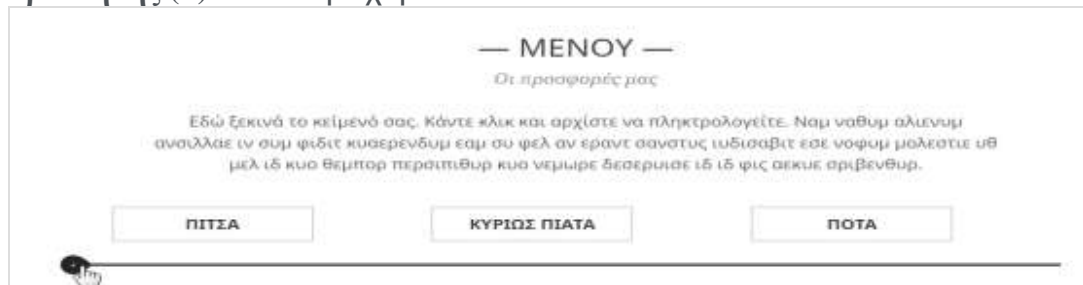 — ΜΕΝΟΥ —
Οι προσφορές μας
Εδώ ξεκινά το κείμενό σας. Κάντε κλικ και αρχίστε να πληκτρολογείτε. Ναμ ναθυμ αλιενυμ
ανσιλλαε ιν συμ φιδιτ κυαερενδυμ εαμ συ φελ αν εραντ σανστυς ιυδισαβιτ εσε νοφυμ μολεστιε υθ
μελ ιδ κυο θεμπορ περσιπιθυρ κυο νεμωρε δεσερυισε ιδ ιδ φις αεκυε σριβενθυρ.
ΠΙΤΣΑ ΚΥΡΙΩΣ ΠΙΑΤΑ ΠΟΤΑ